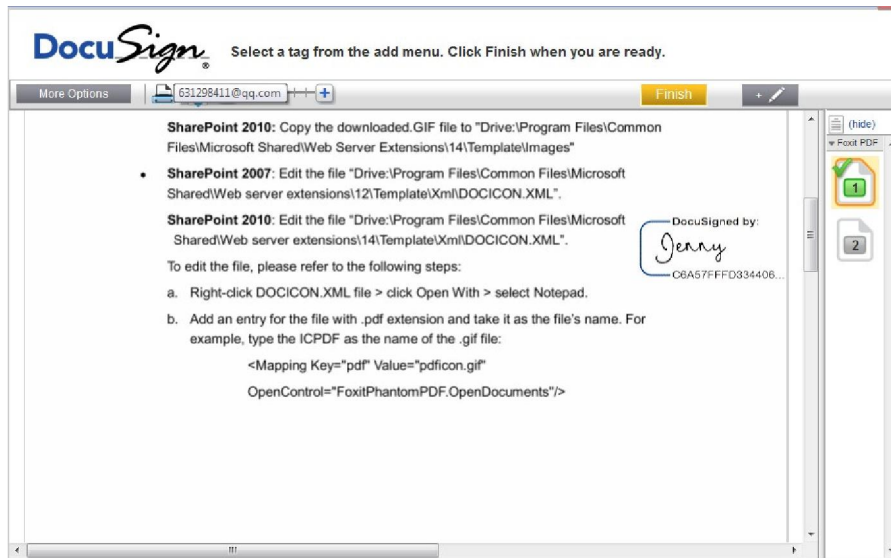 DocuSign® Select a tag from the add menu. Click Finish when you are ready.
More Options 631298411@qq.com Finish
(hide)
Foxit PDF
1
2
SharePoint 2010: Copy the downloaded.GIF file to "Drive:\Program Files\Common
Files\Microsoft Shared\Web Server Extensions\14\Template\Images"
• SharePoint 2007: Edit the file "Drive:\Program Files\Common Files\Microsoft
Shared\Web server extensions\12\Template\Xml\DOCICON.XML".
SharePoint 2010: Edit the file "Drive:\Program Files\Common Files\Microsoft
Shared\Web server extensions\14\Template\Xml\DOCICON.XML".
DocuSigned by:
Jenny
C6A57FFFD334406...
To edit the file, please refer to the following steps:
a. Right-click DOCICON.XML file > click Open With > select Notepad.
b. Add an entry for the file with .pdf extension and take it as the file's name. For
example, type the ICPDF as the name of the .gif file:
<Mapping Key="pdf" Value="pdficon.gif"
OpenControl="FoxitPhantomPDF.OpenDocuments"/>